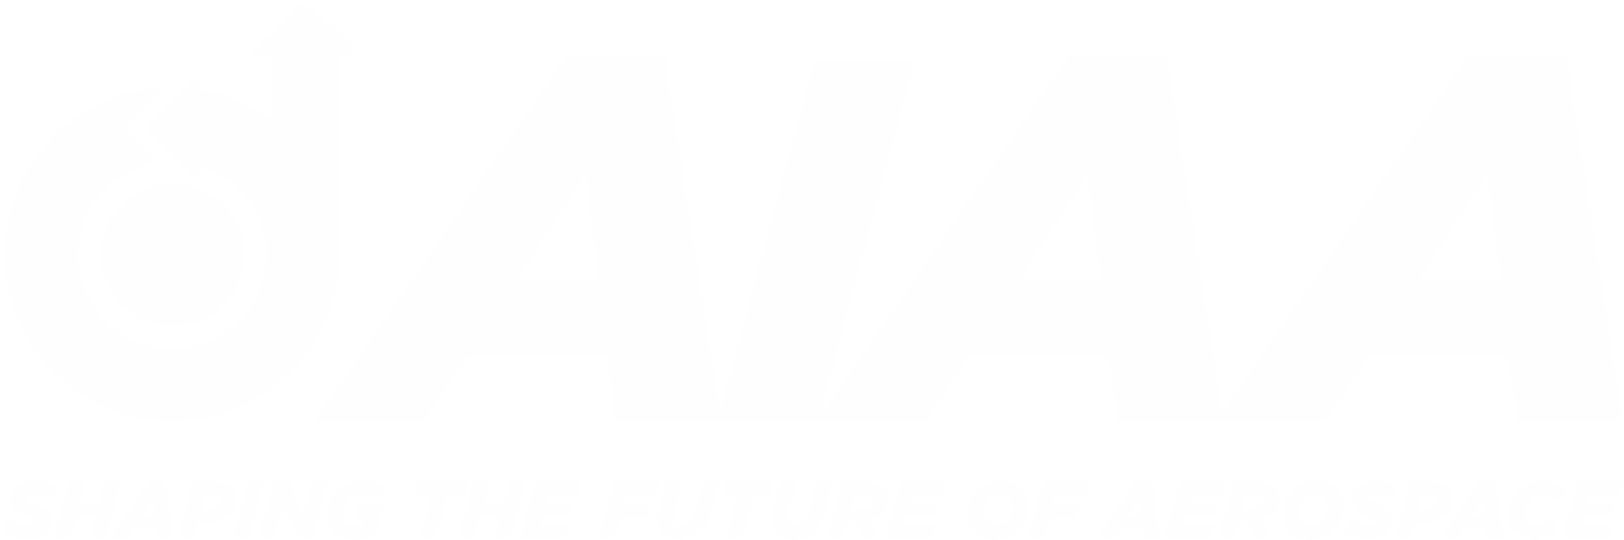 AIAA
SHAPING THE FUTURE OF AEROSPACE